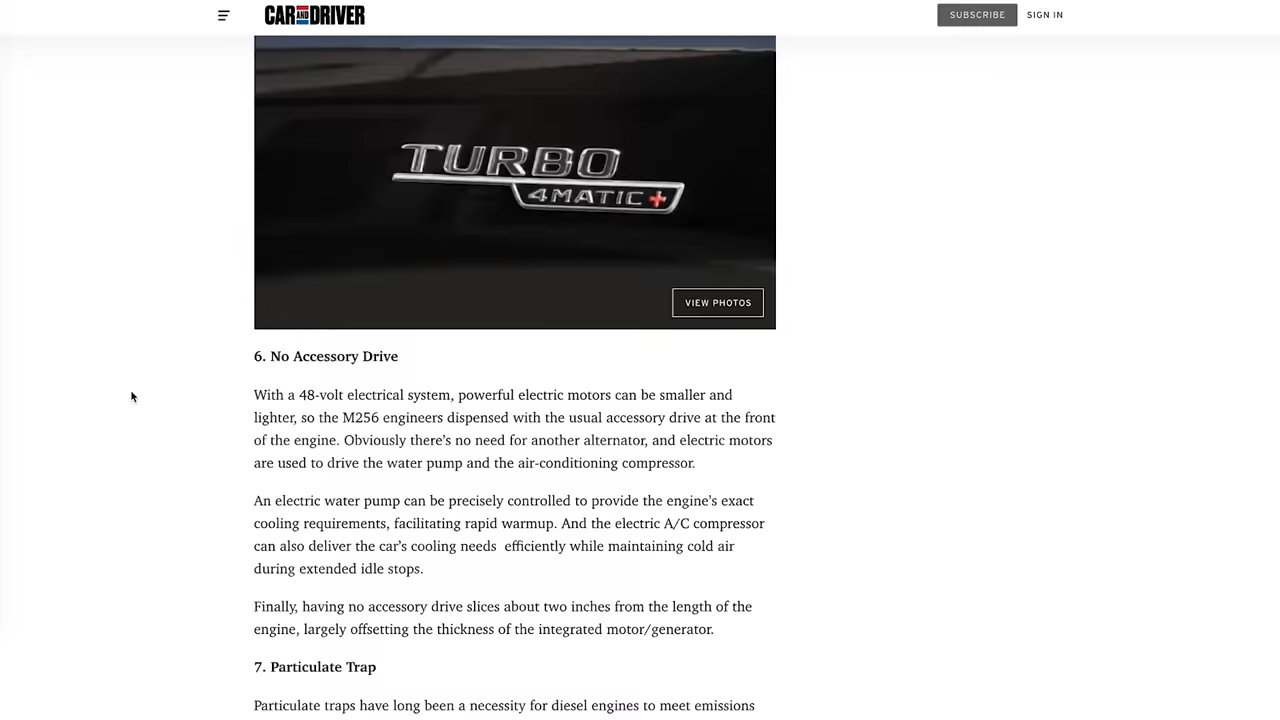 CAR AND DRIVER
SUBSCRIBE
SIGN IN
TURBO
4MATIC+
VIEW PHOTOS
6. No Accessory Drive
With a 48-volt electrical system, powerful electric motors can be smaller and
lighter, so the M256 engineers dispensed with the usual accessory drive at the front
of the engine. Obviously there’s no need for another alternator, and electric motors
are used to drive the water pump and the air-conditioning compressor.
An electric water pump can be precisely controlled to provide the engine’s exact
cooling requirements, facilitating rapid warmup. And the electric A/C compressor
can also deliver the car’s cooling needs  efficiently while maintaining cold air
during extended idle stops.
Finally, having no accessory drive slices about two inches from the length of the
engine, largely offsetting the thickness of the integrated motor/generator.
7. Particulate Trap
Particulate traps have long been a necessity for diesel engines to meet emissions